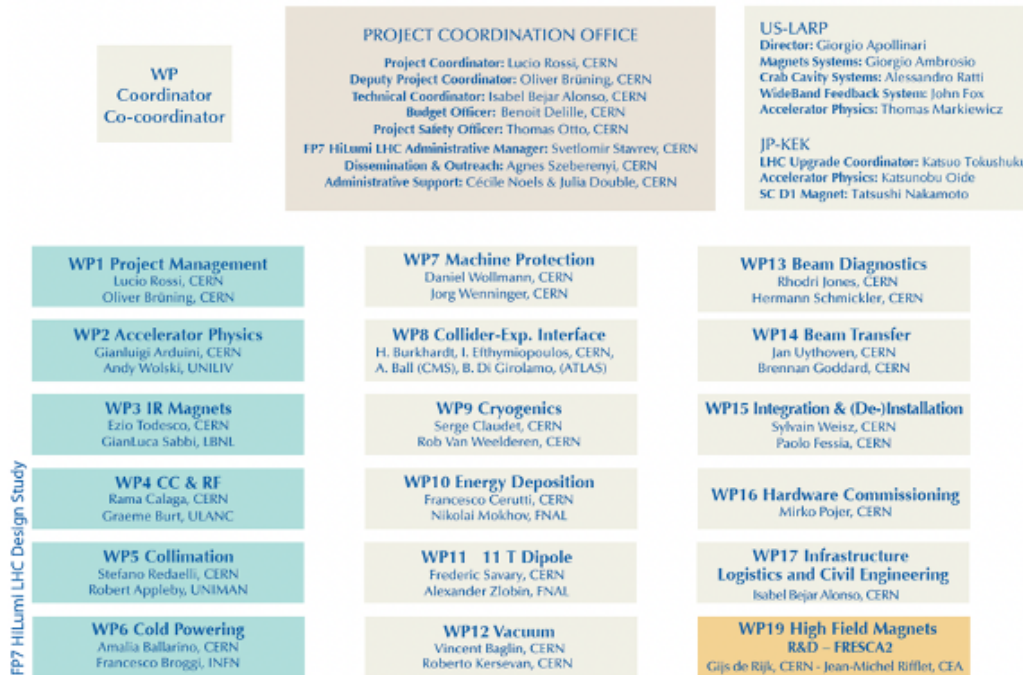 WP
Coordinator
Co-coordinator
PROJECT COORDINATION OFFICE
Project Coordinator: Lucio Rossi, CERN
Deputy Project Coordinator: Oliver Brüning, CERN
Technical Coordinator: Isabel Bejar Alonso, CERN
Budget Officer: Benoit Delille, CERN
Project Safety Officer: Thomas Otto, CERN
FP7 HiLumi LHC Administrative Manager: Svetlomir Stavrev, CERN
Dissemination & Outreach: Agnes Szeberenyi, CERN
Administrative Support: Cécile Noels & Julia Double, CERN
US-LARP
Director: Giorgio Apollinari
Magnets Systems: Giorgio Ambrosio
Crab Cavity Systems: Alessandro Ratti
WideBand Feedback System: John Fox
Accelerator Physics: Thomas Markiewicz
JP-KEK
LHC Upgrade Coordinator: Katsuo Tokushuku
Accelerator Physics: Katsunobu Oide
SC D1 Magnet: Tatsushi Nakamoto
FP7 HiLumi LHC Design Study
WP1 Project Management
Lucio Rossi, CERN
Oliver Brüning, CERN
WP2 Accelerator Physics
Gianluigi Arduini, CERN
Andy Wolski, UNILIV
WP3 IR Magnets
Ezio Todesco, CERN
GianLuca Sabbi, LBNL
WP4 CC & RF
Rama Calaga, CERN
Graeme Burt, ULANC
WP5 Collimation
Stefano Redaelli, CERN
Robert Appleby, UNIMAN
WP6 Cold Powering
Amalia Ballarino, CERN
Francesco Broggi, INFN
WP7 Machine Protection
Daniel Wollmann, CERN
Jorg Wenninger, CERN
WP8 Collider-Exp. Interface
H. Burkhardt, I. Efthymiopoulos, CERN,
A. Ball (CMS), B. Di Girolamo, (ATLAS)
WP9 Cryogenics
Serge Claudet, CERN
Rob Van Weelderen, CERN
WP10 Energy Deposition
Francesco Cerutti, CERN
Nikolai Mokhov, FNAL
WP11 11 T Dipole
Frederic Savary, CERN
Alexander Zlobin, FNAL
WP12 Vacuum
Vincent Baglin, CERN
Roberto Kersevan, CERN
WP13 Beam Diagnostics
Rhodri Jones, CERN
Hermann Schmickler, CERN
WP14 Beam Transfer
Jan Uythoven, CERN
Brennan Goddard, CERN
WP15 Integration & (De-)Installation
Sylvain Weisz, CERN
Paolo Fessia, CERN
WP16 Hardware Commissioning
Mirko Pojer, CERN
WP17 Infrastructure
Logistics and Civil Engineering
Isabel Bejar Alonso, CERN
WP19 High Field Magnets
R&D – FRESCA2
Gijs de Rijk, CERN - Jean-Michel Rifflet, CEA